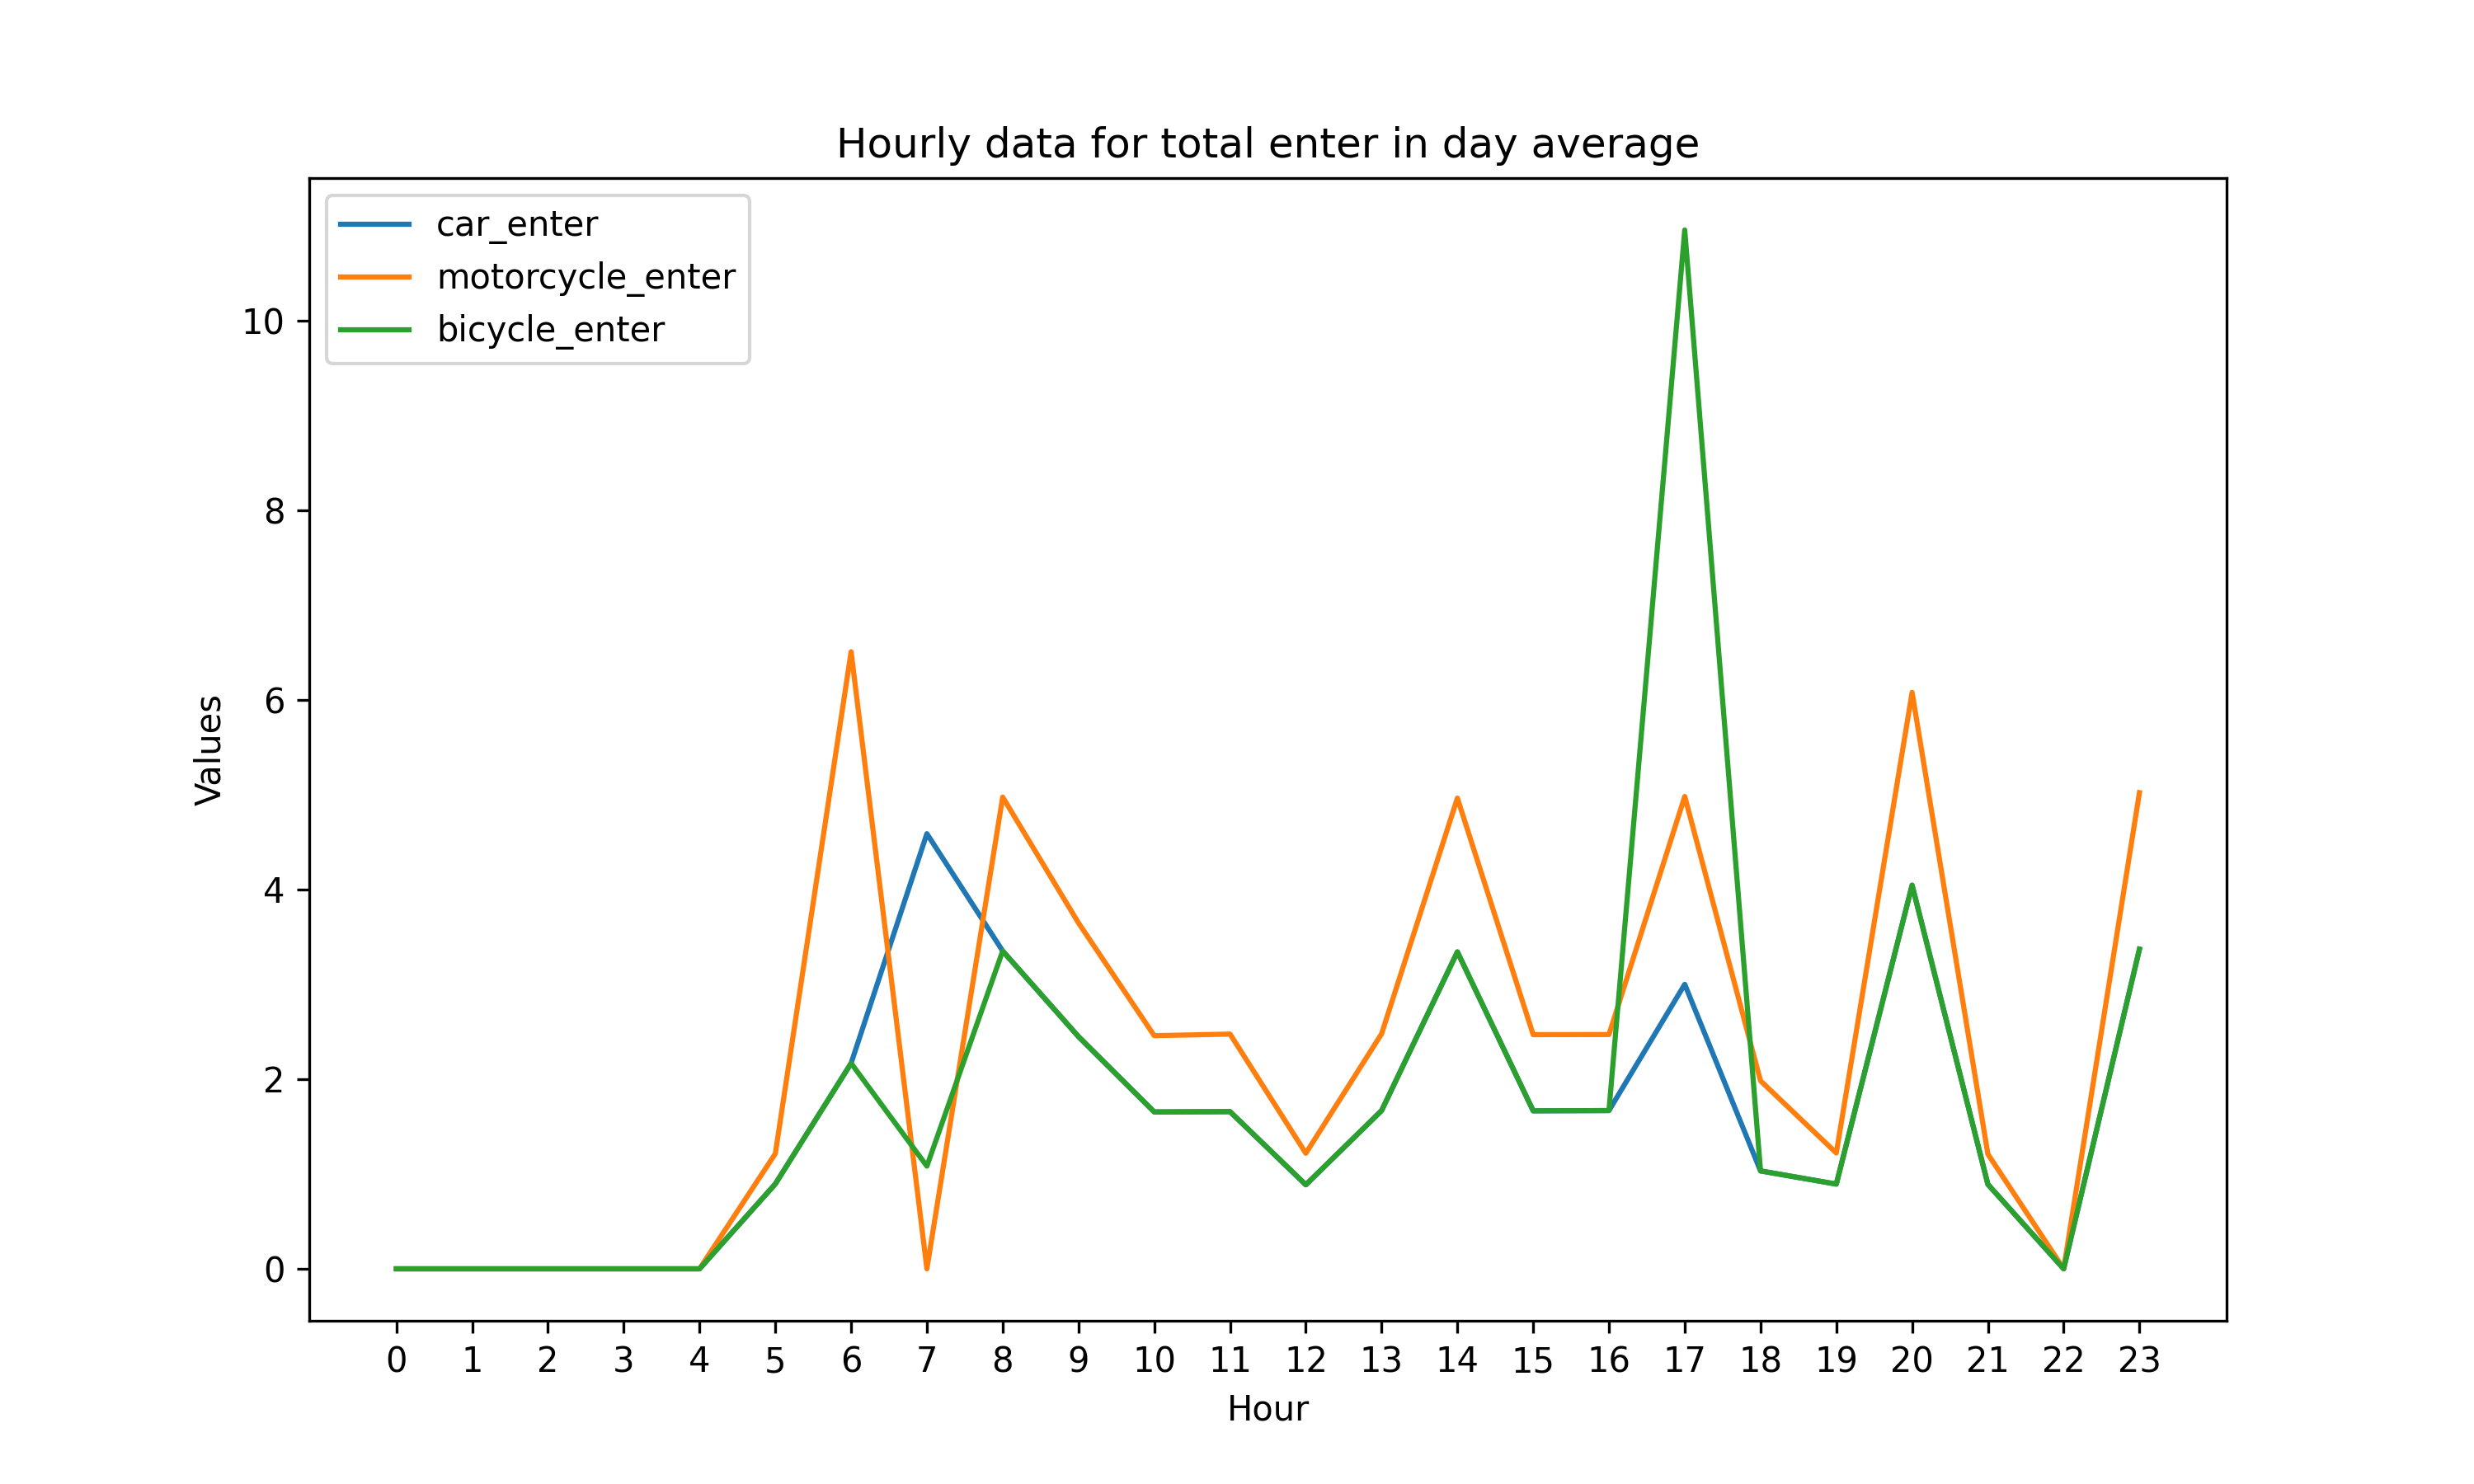 Hourly data for total enter in day average
car_enter
motorcycle_enter
bicycle_enter
10
8
6
4
2
0
Values
0 1 2 3 4 5 6 7 8 9 10 11 12 13 14 15 16 17 18 19 20 21 22 23
Hour